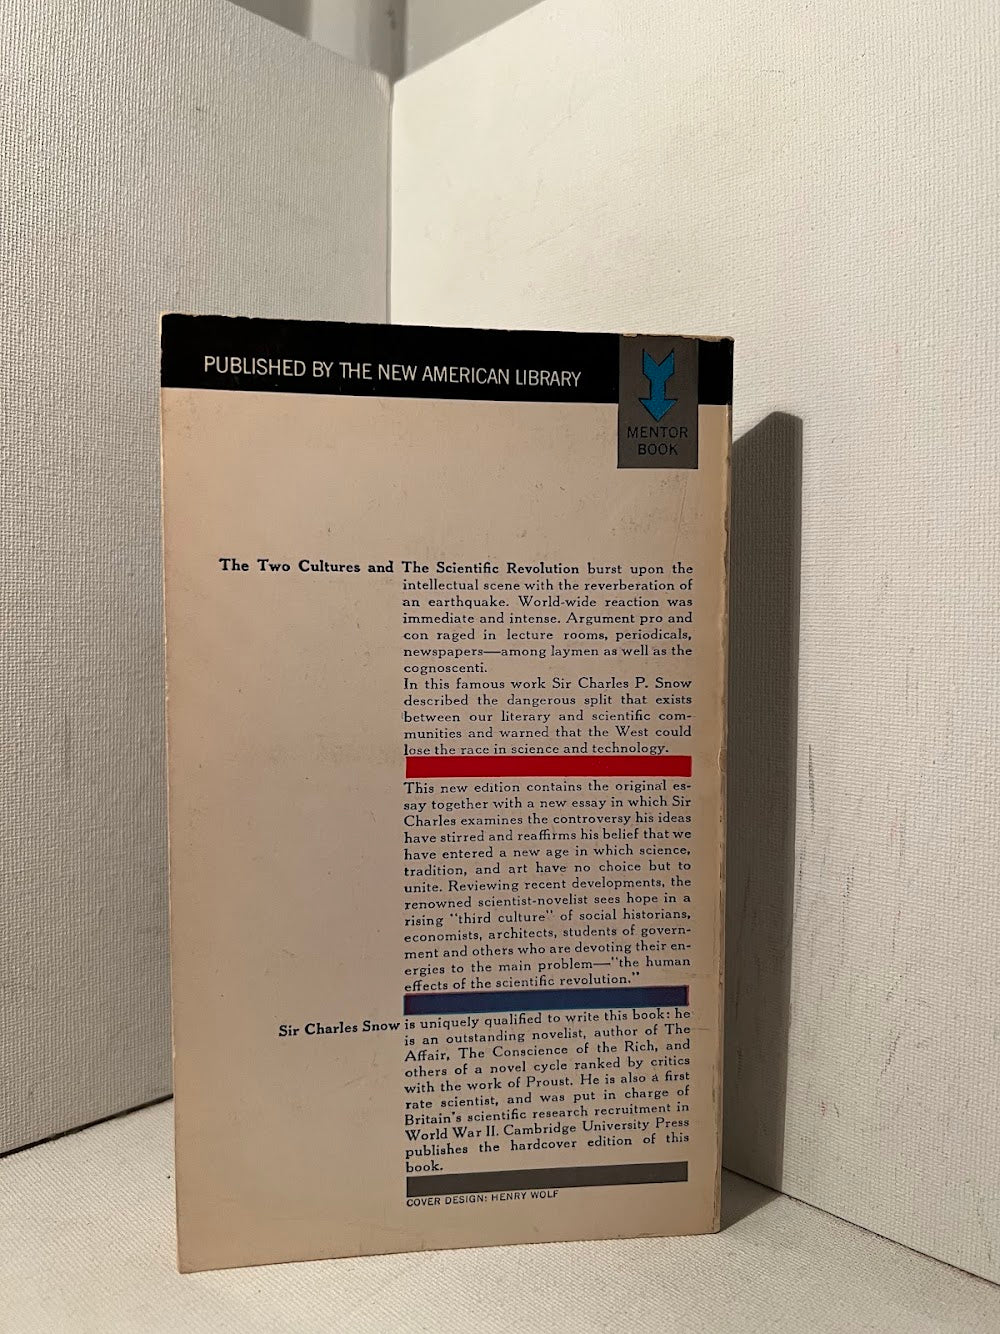 PUBLISHED BY THE NEW AMERICAN LIBRARY
MENTOR
BOOK
The Two Cultures and The Scientific Revolution burst upon the
intellectual scene with the reverberation of
an earthquake. World-wide reaction was
immediate and intense. Argument pro and
con raged in lecture rooms, periodicals,
newspapers—among laymen as well as the
cognoscenti.
In this famous work Sir Charles P. Snow
described the dangerous split that exists
between our literary and scientific com-
munities and warned that the West could
lose the race in science and technology.
This new edition contains the original es-
say together with a new essay in which Sir
Charles examines the controversy his ideas
have stirred and reaffirms his belief that we
have entered a new age in which science,
tradition, and art have no choice but to
unite. Reviewing recent developments, the
renowned scientist-novelist sees hope in a
rising "third culture" of social historians,
economists, architects, students of govern-
ment and others who are devoting their en-
ergies to the main problem—"the human
effects of the scientific revolution."
Sir Charles Snow is uniquely qualified to write this book: he
is an outstanding novelist, author of The
Affair, The Conscience of the Rich, and
others of a novel cycle ranked by critics
with the work of Proust. He is also a first
rate scientist, and was put in charge of
Britain's scientific research recruitment in
World War II. Cambridge University Press
publishes the hardcover edition of this
book.
COVER DESIGN: HENRY WOLF